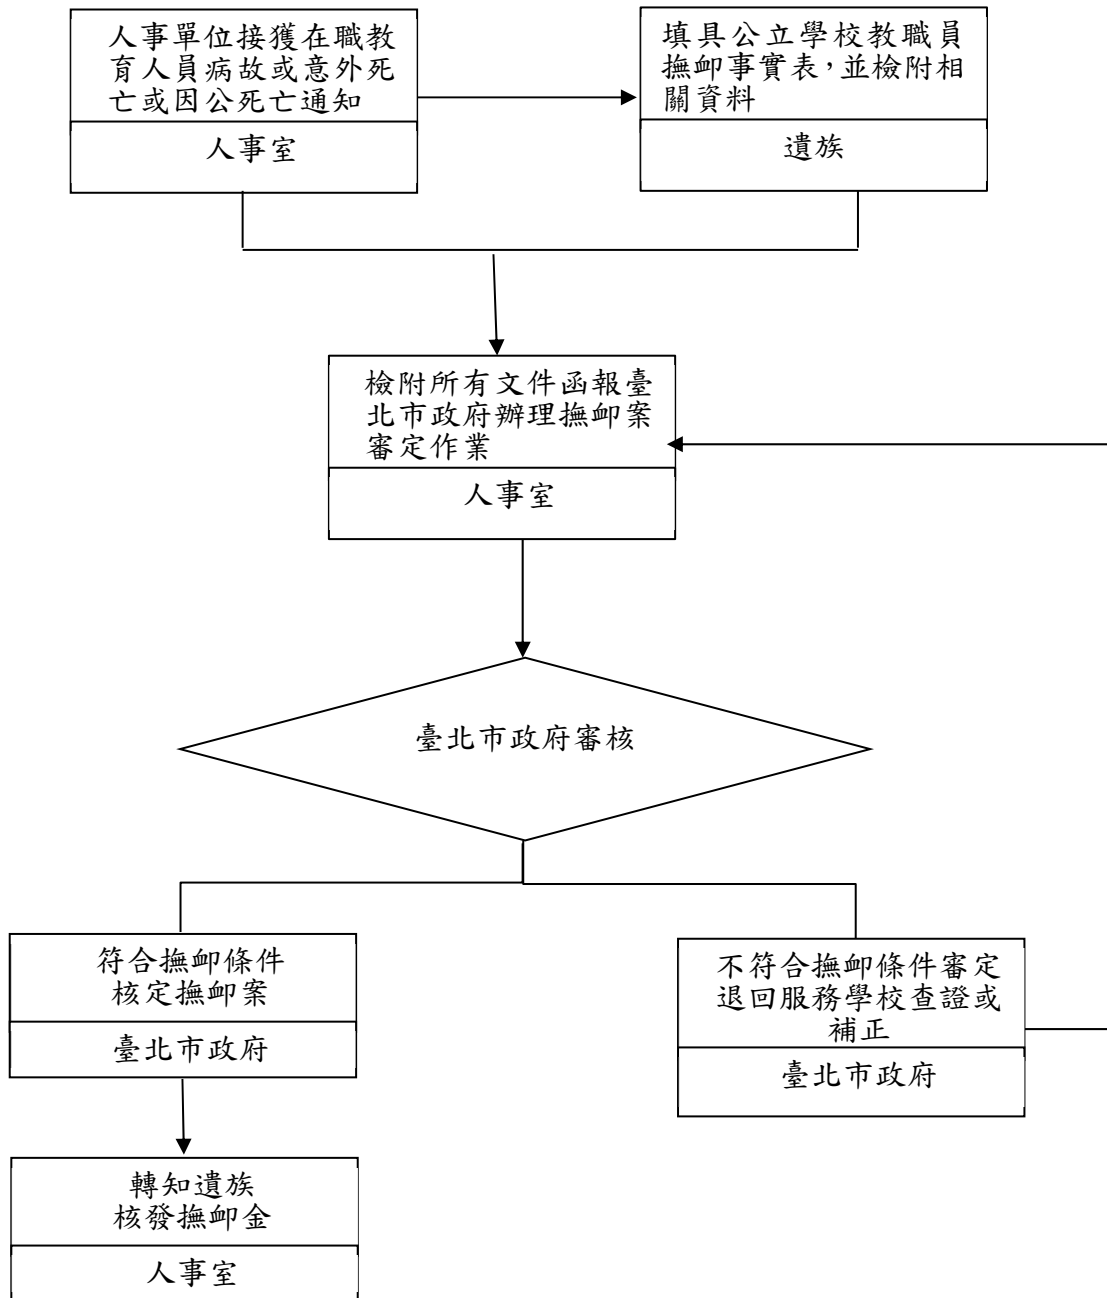 人事單位接獲在職教
育人員病故或意外死
亡或因公死亡通知
人事室
填具公立學校教職員
撫卹事實表，並檢附相
關資料
遺族
檢附所有文件函報臺
北市政府辦理撫卹案
審定作業
人事室
臺北市政府審核
符合撫卹條件
核定撫卹案
臺北市政府
不符合撫卹條件審定
退回服務學校查證或
補正
臺北市政府
轉知遺族
核發撫卹金
人事室